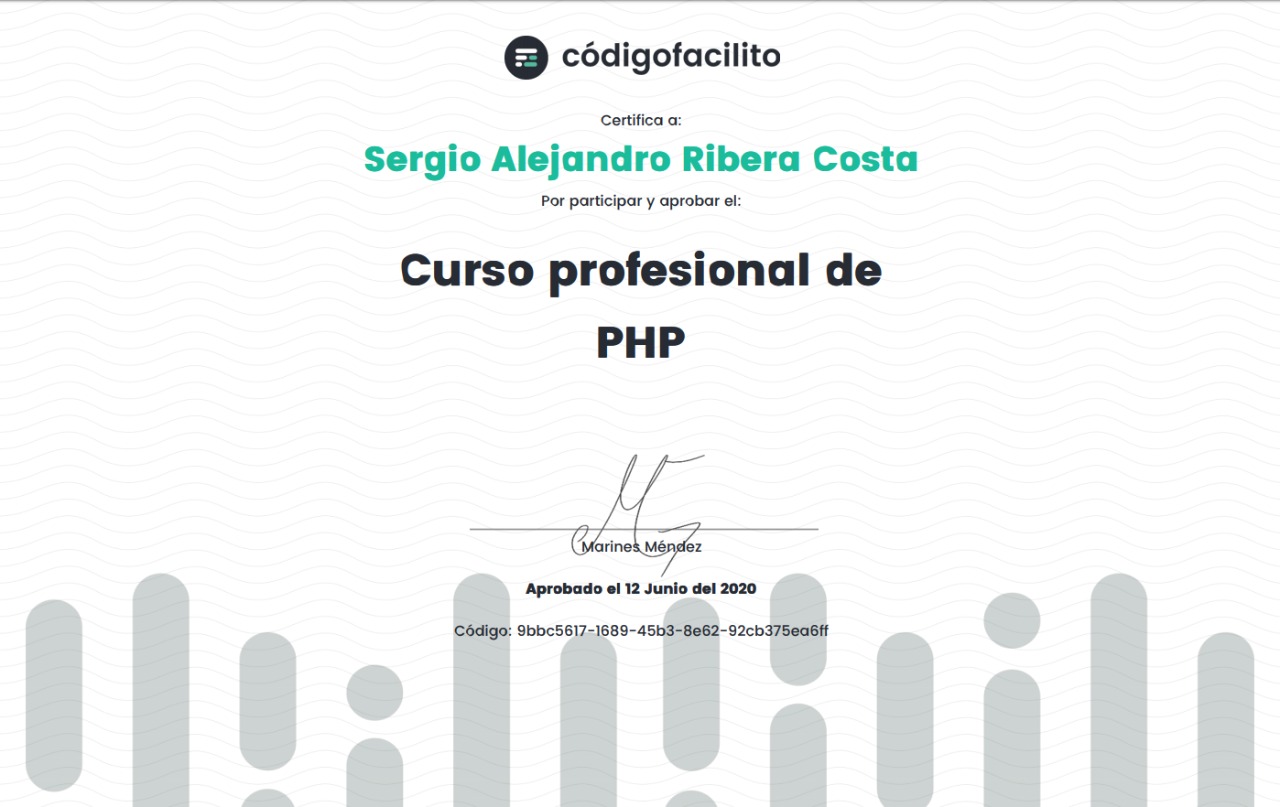 códigofacilito
Certifica a:
Sergio Alejandro Ribera Costa
Por participar y aprobar el:
Curso profesional de
PHP
Marines Méndez
Aprobado el 12 Junio del 2020
Código: 9bbc5617-1689-45b3-8e62-92cb375ea6ff